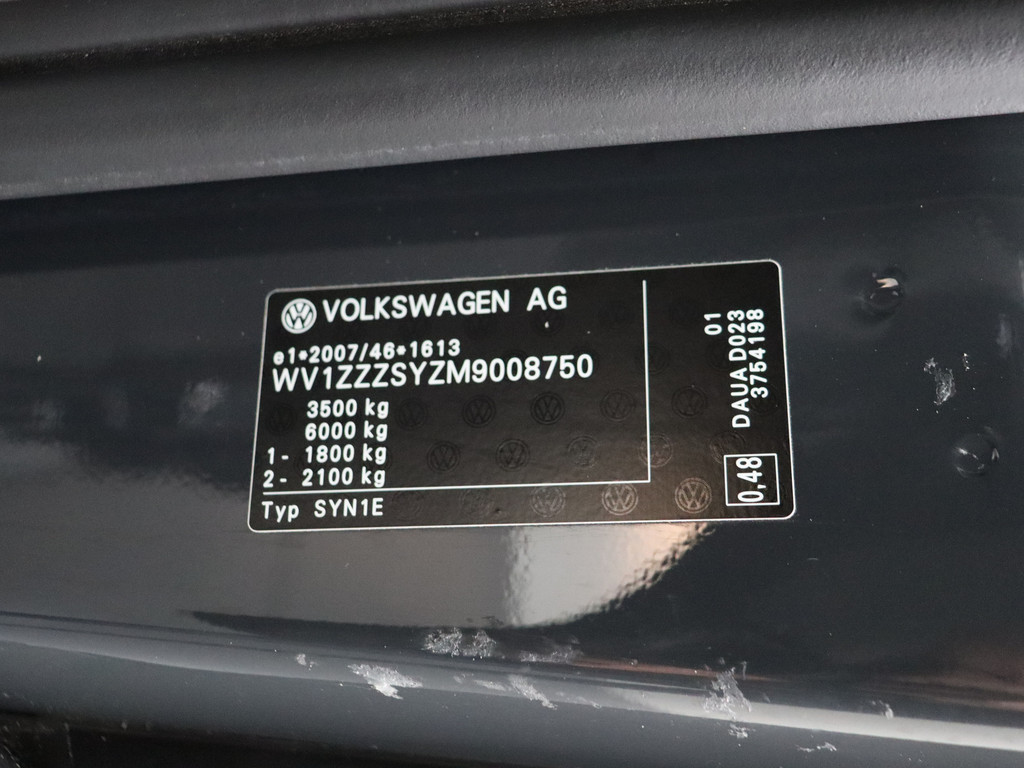 VOLKSWAGEN AG
e1*2007/46*1613
WV1ZZZSYZM9008750
3500 kg
6000 kg
1- 1800 kg
2- 2100 kg
Typ SYN1E
01
DAUA D023
3754198
0,48